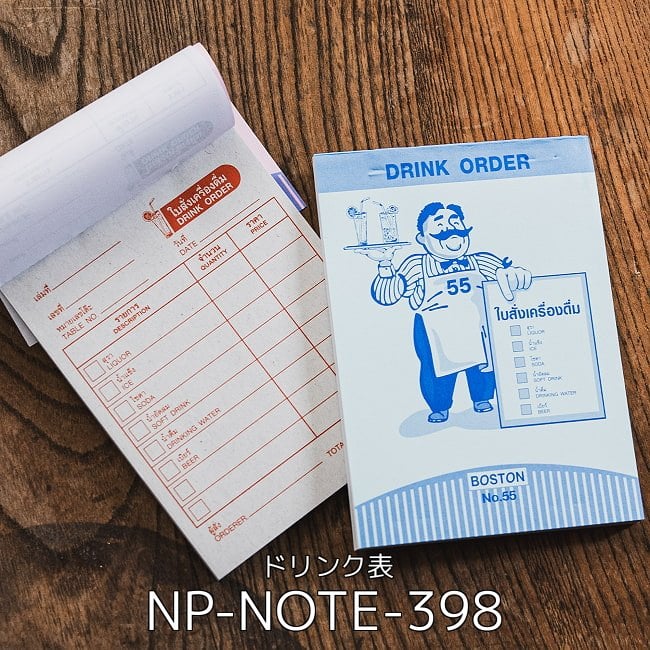 ใบสั่งเครื่องดื่ม
DRINK ORDER
เล่มที่
เลขที่
วันที่
DATE
หมายเลขโต๊ะ
TABLE NO.
รายการ
DESCRIPTION
จำนวน
QUANTITY
ราคา
PRICE
สุรา
LIQUOR
น้ำแข็ง
ICE
โซดา
SODA
น้ำอัดลม
SOFT DRINK
น้ำดื่ม
DRINKING WATER
เบียร์
BEER
TOTA
ผู้สั่ง
ORDERER
DRINK ORDER
55
ใบสั่งเครื่องดื่ม
สุรา
LIQUOR
น้ำแข็ง
ICE
โซดา
SODA
น้ำอัดลม
SOFT DRINK
น้ำดื่ม
DRINKING WATER
เบียร์
BEER
BOSTON
No.55
ドリンク表
NP-NOTE-398